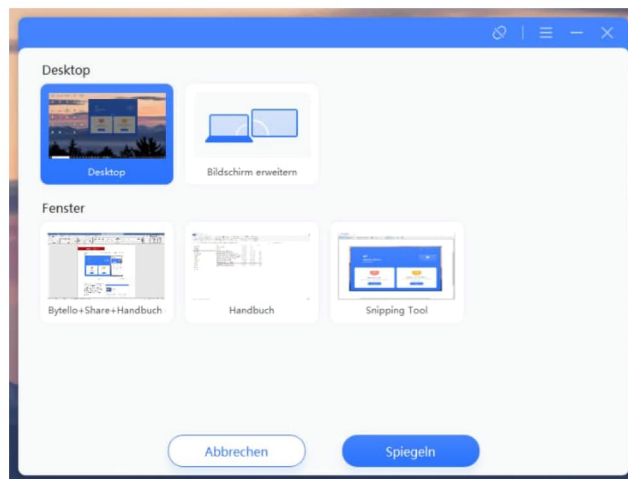 Desktop
Desktop
Bildschirm erweitern
Fenster
Bytello+Share+Handbuch
Handbuch
Snipping Tool
Abbrechen
Spiegeln